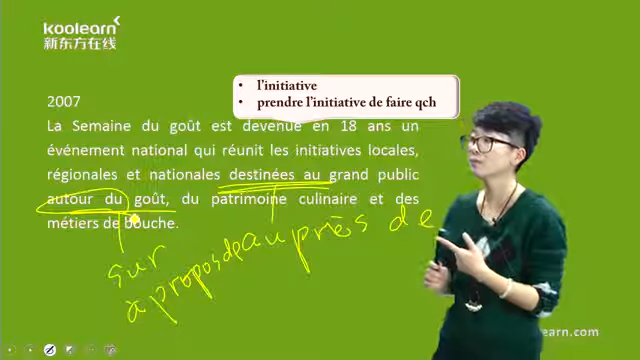 koolearn
新东方在线
• l'initiative
• prendre l'initiative de faire qch
2007
La Semaine du goût est devenue en 18 ans un
événement national qui réunit les initiatives locales,
régionales et nationales destinées au grand public
autour du goût, du patrimoine culinaire et des
métiers de bouche.
auprès de
sur
à propos de
earn.com